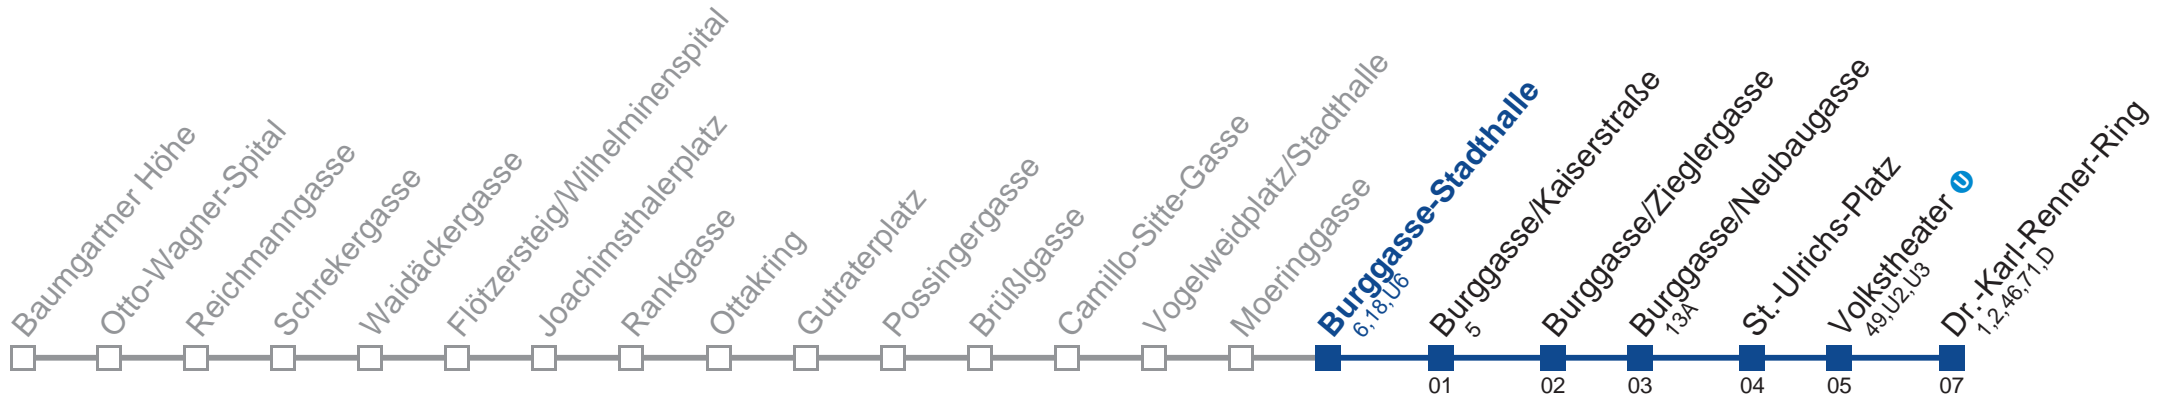 Baumgartner Höhe
Otto-Wagner-Spital
Reichmanngasse
Schrekergasse
Waidäckergasse
Flötzersteig/Wilhelminenspital
Joachimsthalerplatz
Rankgasse
Ottakring
Gutraterplatz
Possingergasse
Brüßlgasse
Camillo-Sitte-Gasse
Vogelweidplatz/Stadthalle
Moeringgasse
Burggasse-Stadthalle
6,18,U6
Burggasse/Kaiserstraße
5
01
Burggasse/Zieglergasse
02
Burggasse/Neubaugasse
13A
03
St.-Ulrichs-Platz
04
Volkstheater U
49,U2,U3
05
Dr.-Karl-Renner-Ring
1,2,46,71,D
07